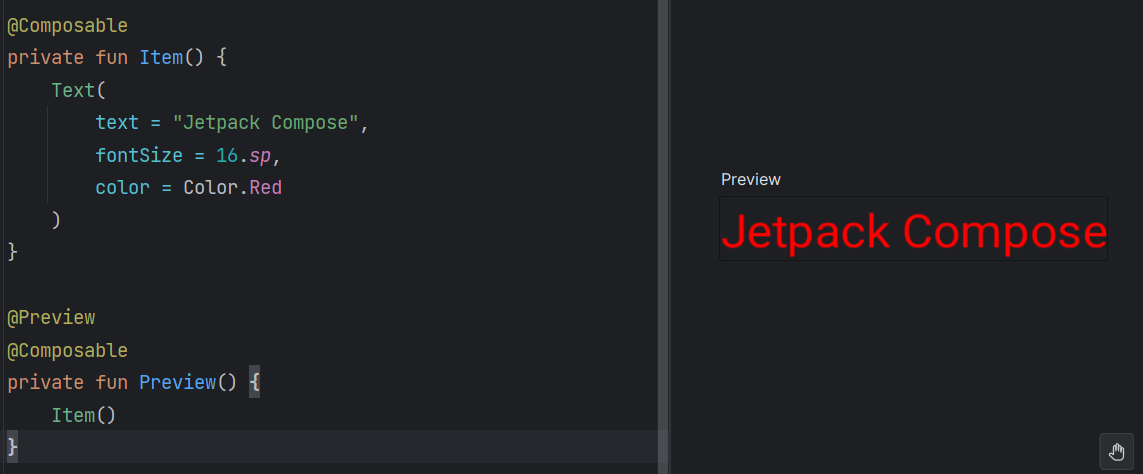 @Composable
private fun Item() {
    Text(
        text = "Jetpack Compose",
        fontSize = 16.sp,
        color = Color.Red
    )
}
@Preview
@Composable
private fun Preview() {
    Item()
}
Preview
Jetpack Compose